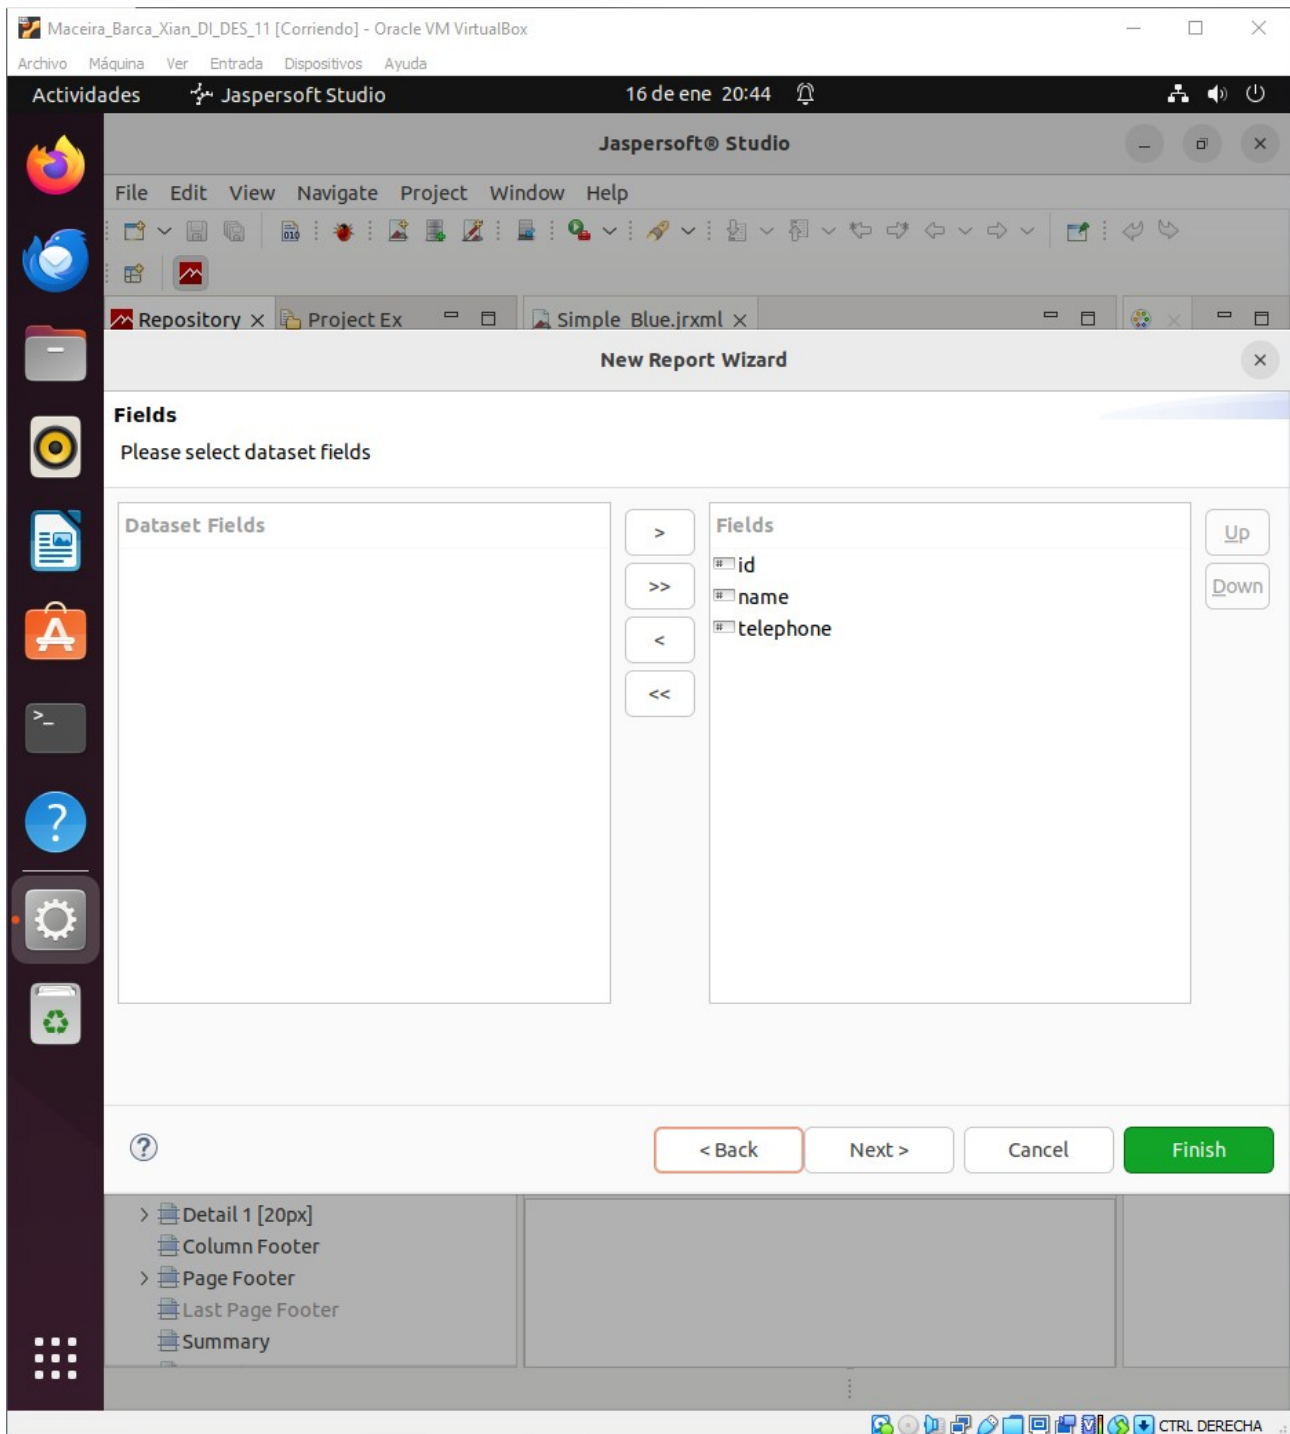 Maceira_Barca_Xian_DI_DES_11 [Corriendo] - Oracle VM VirtualBox
Archivo Máquina Ver Entrada Dispositivos Ayuda
Actividades Jaspersoft Studio 16 de ene 20:44
Jaspersoft® Studio
File Edit View Navigate Project Window Help
Repository Project Ex Simple_Blue.jrxml
New Report Wizard
Fields
Please select dataset fields
Dataset Fields > Fields Up
id
>> Down
name
telephone
<
<<
< Back Next > Cancel Finish
Detail 1 [20px]
Column Footer
Page Footer
Last Page Footer
Summary
CTRL DERECHA